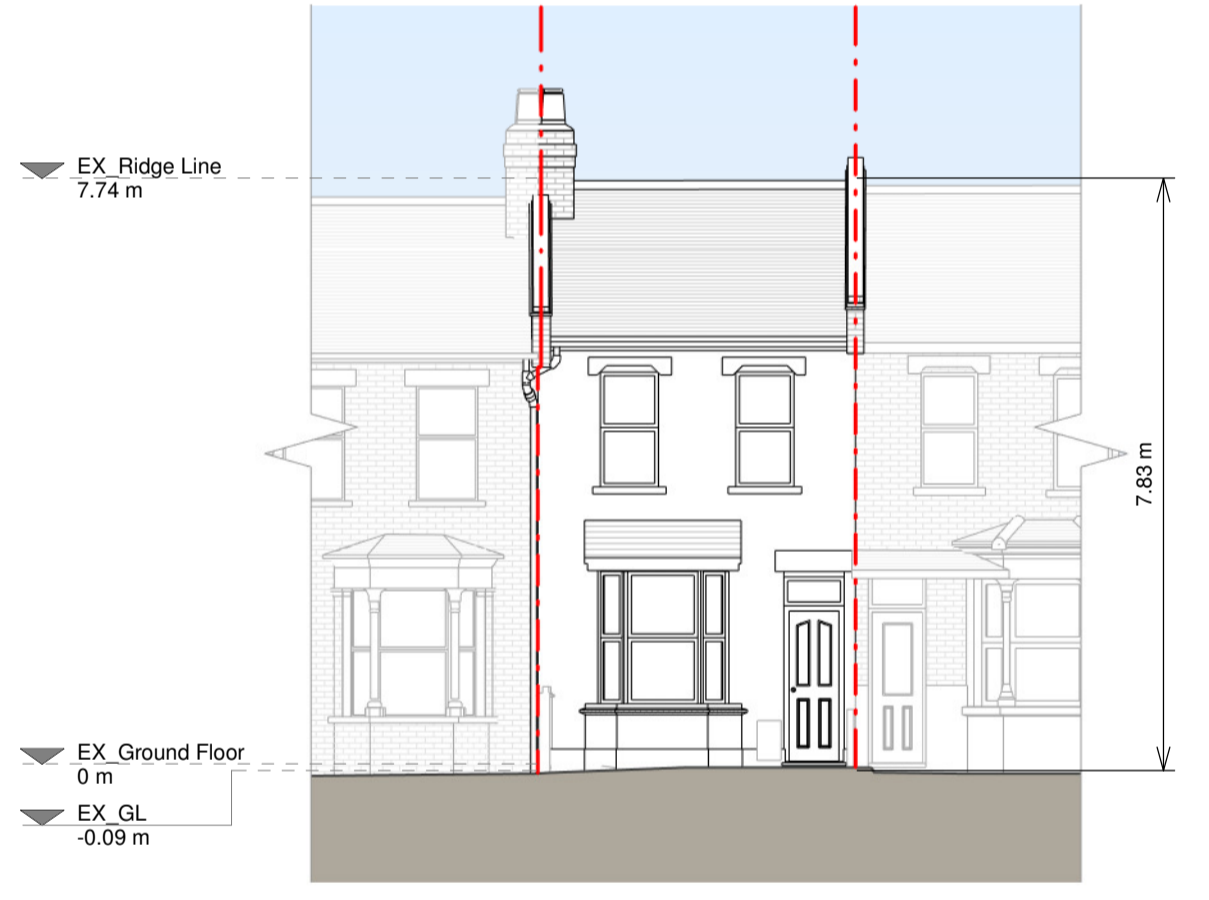 EX_Ridge Line
7.74 m
7.83 m
EX_Ground Floor
0 m
EX_GL
-0.09 m